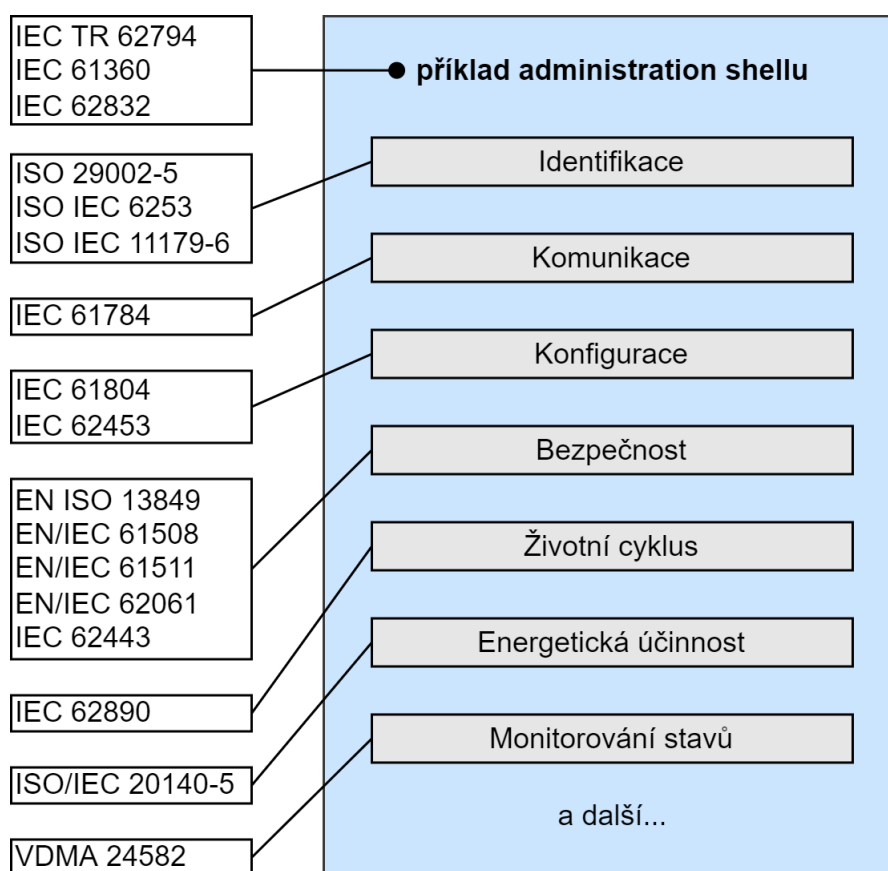 IEC TR 62794
IEC 61360
IEC 62832
příklad administration shellu
ISO 29002-5
ISO IEC 6253
ISO IEC 11179-6
Identifikace
IEC 61784
Komunikace
IEC 61804
IEC 62453
Konfigurace
EN ISO 13849
EN/IEC 61508
EN/IEC 61511
EN/IEC 62061
IEC 62443
Bezpečnost
IEC 62890
Životní cyklus
ISO/IEC 20140-5
Energetická účinnost
VDMA 24582
Monitorování stavů
a další...